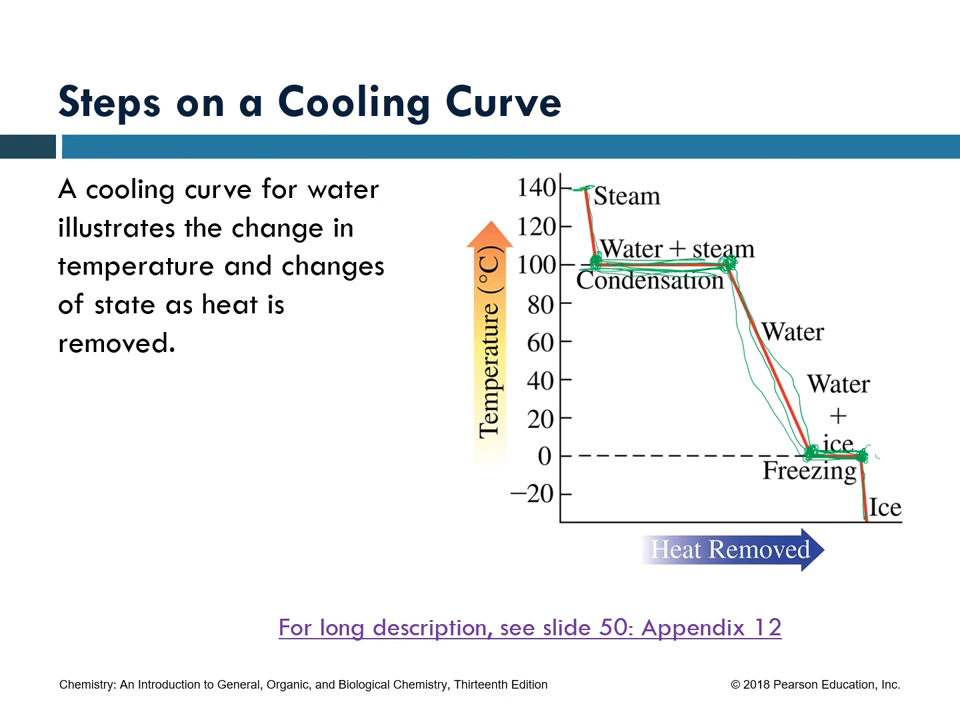 Steps on a Cooling Curve
A cooling curve for water
illustrates the change in
temperature and changes
of state as heat is
removed.
Temperature (°C)
140
120
100
80
60
40
20
0
−20
Steam
Water + steam
Condensation
Water
Water
+
ice
Freezing
Ice
Heat Removed
For long description, see slide 50: Appendix 12
Chemistry: An Introduction to General, Organic, and Biological Chemistry, Thirteenth Edition
© 2018 Pearson Education, Inc.